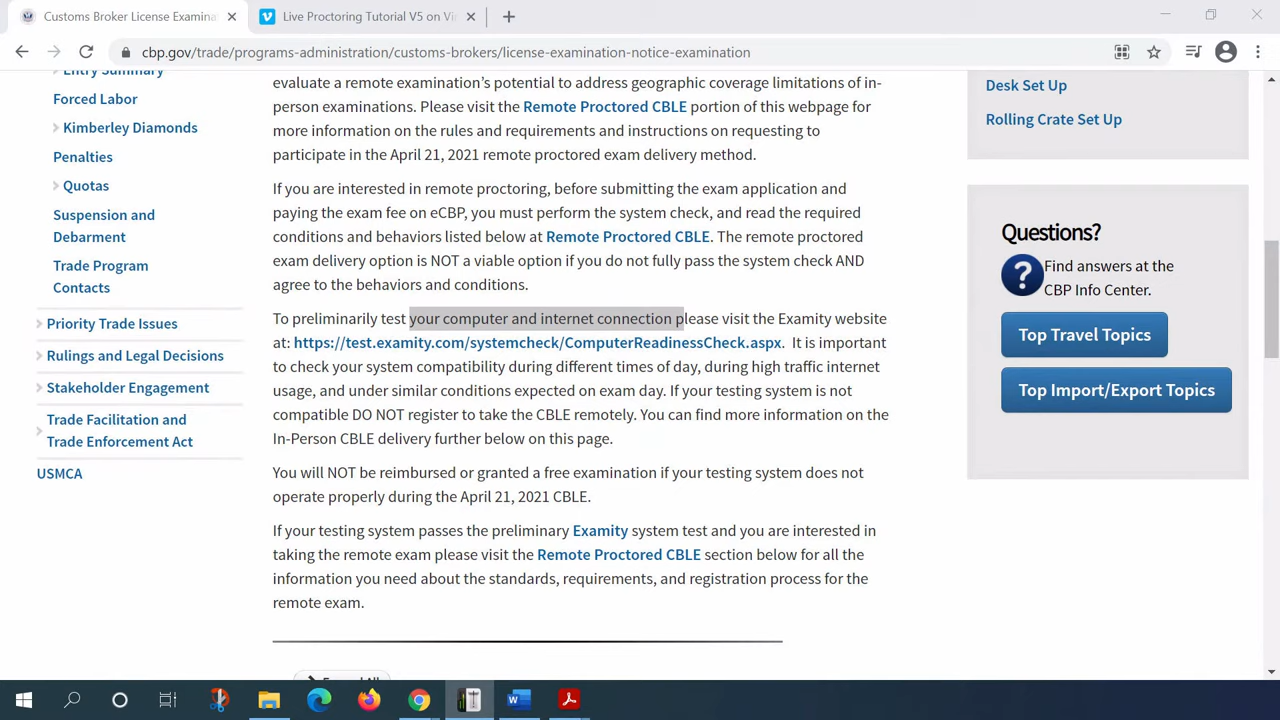 Customs Broker License Examina
Live Proctoring Tutorial V5 on Vi
cbp.gov/trade/programs-administration/customs-brokers/license-examination-notice-examination
Entry Summary
Forced Labor
Kimberley Diamonds
Penalties
Quotas
Suspension and
Debarment
Trade Program
Contacts
Priority Trade Issues
Rulings and Legal Decisions
Stakeholder Engagement
Trade Facilitation and
Trade Enforcement Act
USMCA
evaluate a remote examination's potential to address geographic coverage limitations of in-
person examinations. Please visit the Remote Proctored CBLE portion of this webpage for
more information on the rules and requirements and instructions on requesting to
participate in the April 21, 2021 remote proctored exam delivery method.
If you are interested in remote proctoring, before submitting the exam application and
paying the exam fee on eCBP, you must perform the system check, and read the required
conditions and behaviors listed below at Remote Proctored CBLE. The remote proctored
exam delivery option is NOT a viable option if you do not fully pass the system check AND
agree to the behaviors and conditions.
To preliminarily test your computer and internet connection please visit the Examity website
at: https://test.examity.com/systemcheck/ComputerReadinessCheck.aspx. It is important
to check your system compatibility during different times of day, during high traffic internet
usage, and under similar conditions expected on exam day. If your testing system is not
compatible DO NOT register to take the CBLE remotely. You can find more information on the
In-Person CBLE delivery further below on this page.
You will NOT be reimbursed or granted a free examination if your testing system does not
operate properly during the April 21, 2021 CBLE.
If your testing system passes the preliminary Examity system test and you are interested in
taking the remote exam please visit the Remote Proctored CBLE section below for all the
information you need about the standards, requirements, and registration process for the
remote exam.
Expand All
Desk Set Up
Rolling Crate Set Up
Questions?
?
Find answers at the
CBP Info Center.
Top Travel Topics
Top Import/Export Topics